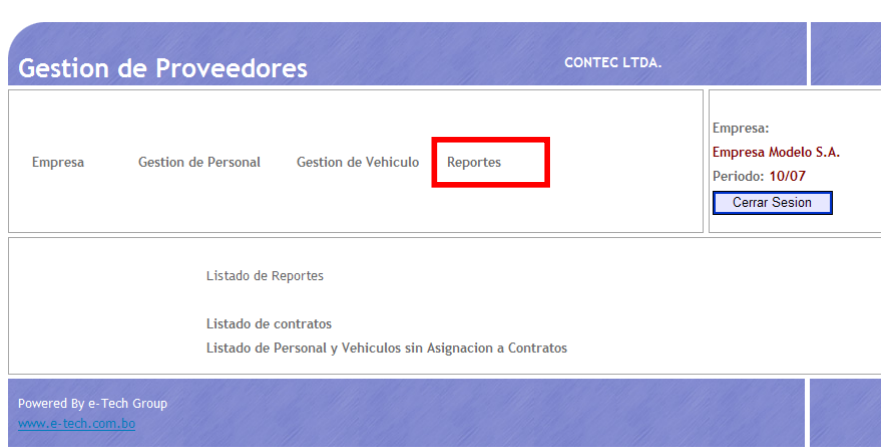 Gestion de Proveedores
CONTEC LTDA.
Empresa
Gestion de Personal
Gestion de Vehiculo
Reportes
Empresa:
Empresa Modelo S.A.
Periodo: 10/07
Cerrar Sesion
Listado de Reportes
Listado de contratos
Listado de Personal y Vehiculos sin Asignacion a Contratos
Powered By e-Tech Group
www.e-tech.com.bo